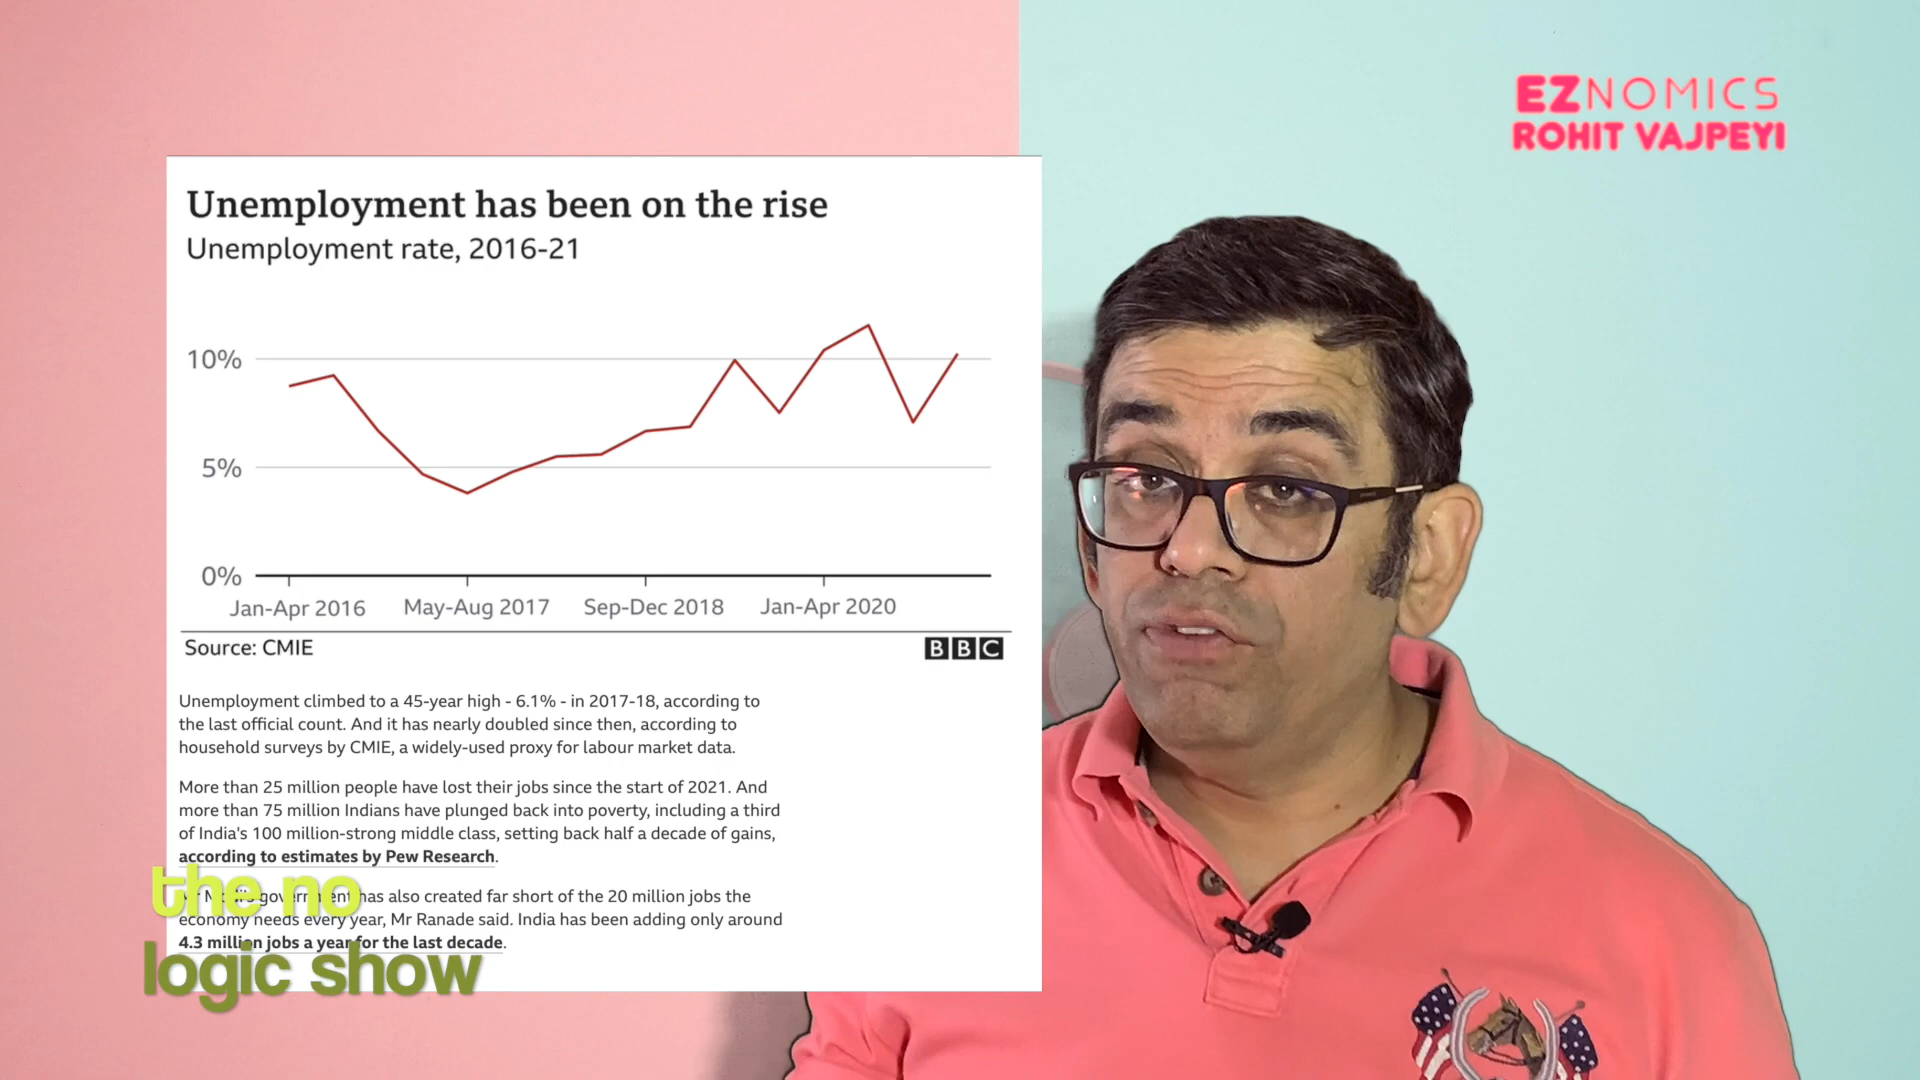 EZNOMICS
ROHIT VAJPEYI
Unemployment has been on the rise
Unemployment rate, 2016-21
10%
5%
0%
Jan-Apr 2016 May-Aug 2017 Sep-Dec 2018 Jan-Apr 2020
Source: CMIE
BBC
Unemployment climbed to a 45-year high - 6.1% - in 2017-18, according to
the last official count. And it has nearly doubled since then, according to
household surveys by CMIE, a widely-used proxy for labour market data.
More than 25 million people have lost their jobs since the start of 2021. And
more than 75 million Indians have plunged back into poverty, including a third
of India's 100 million-strong middle class, setting back half a decade of gains,
according to estimates by Pew Research.
Mr Modi's government has also created far short of the 20 million jobs the
economy needs every year, Mr Ranade said. India has been adding only around
4.3 million jobs a year for the last decade.
the no
logic show